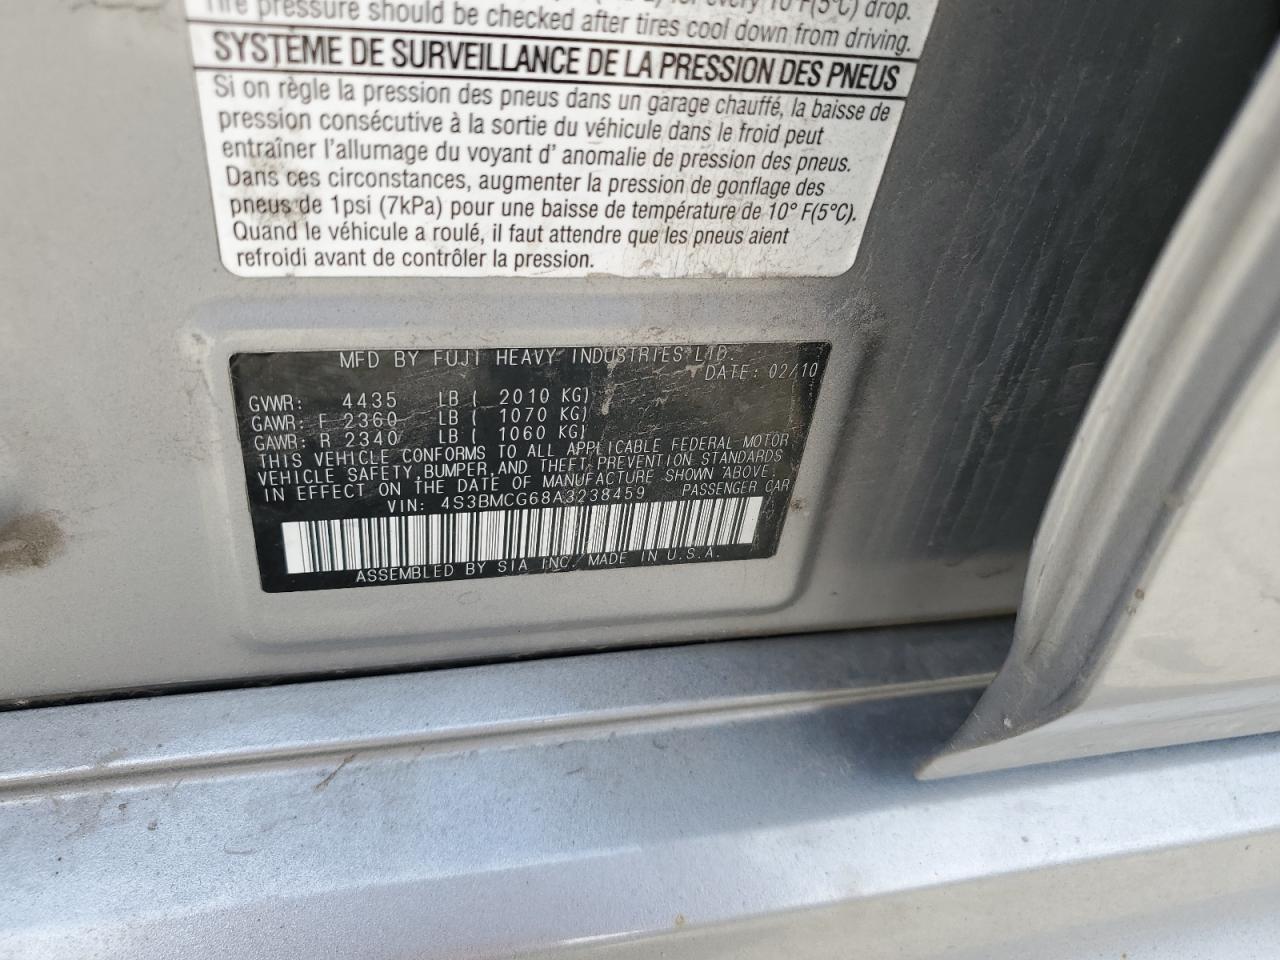 for every 10°F(5°C) drop.
Tire pressure should be checked after tires cool down from driving.
SYSTÈME DE SURVEILLANCE DE LA PRESSION DES PNEUS
Si on règle la pression des pneus dans un garage chauffé, la baisse de
pression consécutive à la sortie du véhicule dans le froid peut
entraîner l'allumage du voyant d' anomalie de pression des pneus.
Dans ces circonstances, augmenter la pression de gonflage des
pneus de 1psi (7kPa) pour une baisse de température de 10° F(5°C).
Quand le véhicule a roulé, il faut attendre que les pneus aient
refroidi avant de contrôler la pression.
MFD BY FUJI HEAVY INDUSTRIES LTD.
DATE: 02/10
GVWR: 4435 LB ( 2010 KG)
GAWR: F 2360 LB ( 1070 KG)
GAWR: R 2340 LB ( 1060 KG)
THIS VEHICLE CONFORMS TO ALL APPLICABLE FEDERAL MOTOR
VEHICLE SAFETY, BUMPER, AND THEFT PREVENTION STANDARDS
IN EFFECT ON THE DATE OF MANUFACTURE SHOWN ABOVE.
VIN: 4S3BMCG68A3238459 PASSENGER CAR
ASSEMBLED BY SIA INC. MADE IN U.S.A.